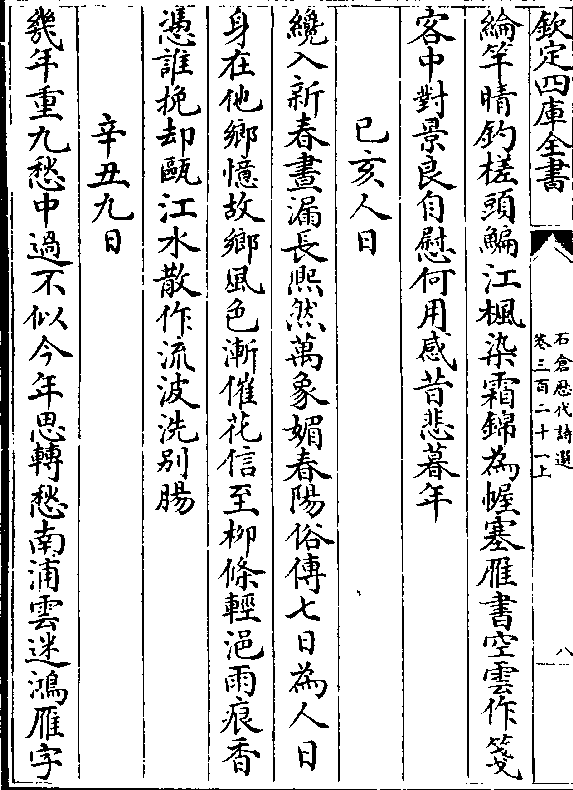 欽定四庫全書
石倉歷代詩選
卷三百二十一上
八
綸竿晴釣槎頭鯿江楓染霜錦為幄塞雁書空雲作箋
客中對景良自慰何用感昔悲暮年
已亥人日
纔入新春晝漏長熈然萬象媚春陽俗傳七日為人日
身在他鄉憶故鄉風色漸催花信至柳條輕浥雨痕香
憑誰挽却甌江水散作流波洗别腸
辛丑九日
幾年重九愁中過不似今年思轉愁南浦雲迷鴻雁字